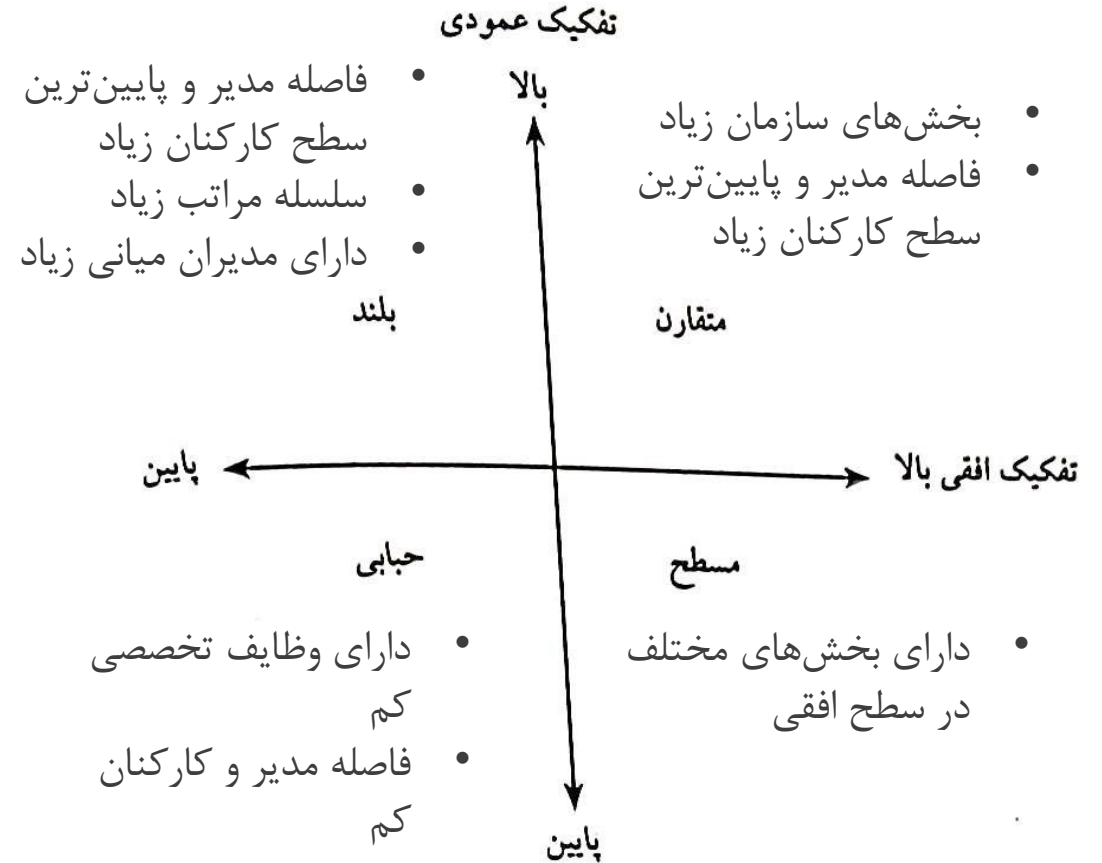 تفکیک عمودی
بالا
• بخش‌های سازمان زیاد
• فاصله مدیر و پایین‌ترین
سطح کارکنان زیاد
متقارن
• فاصله مدیر و پایین‌ترین
سطح کارکنان زیاد
• سلسله مراتب زیاد
• دارای مدیران میانی زیاد
بلند
تفکیک افقی بالا
پایین
مسطح
• دارای بخش‌های مختلف
در سطح افقی
حبابی
• دارای وظایف تخصصی
کم
• فاصله مدیر و کارکنان
کم
پایین